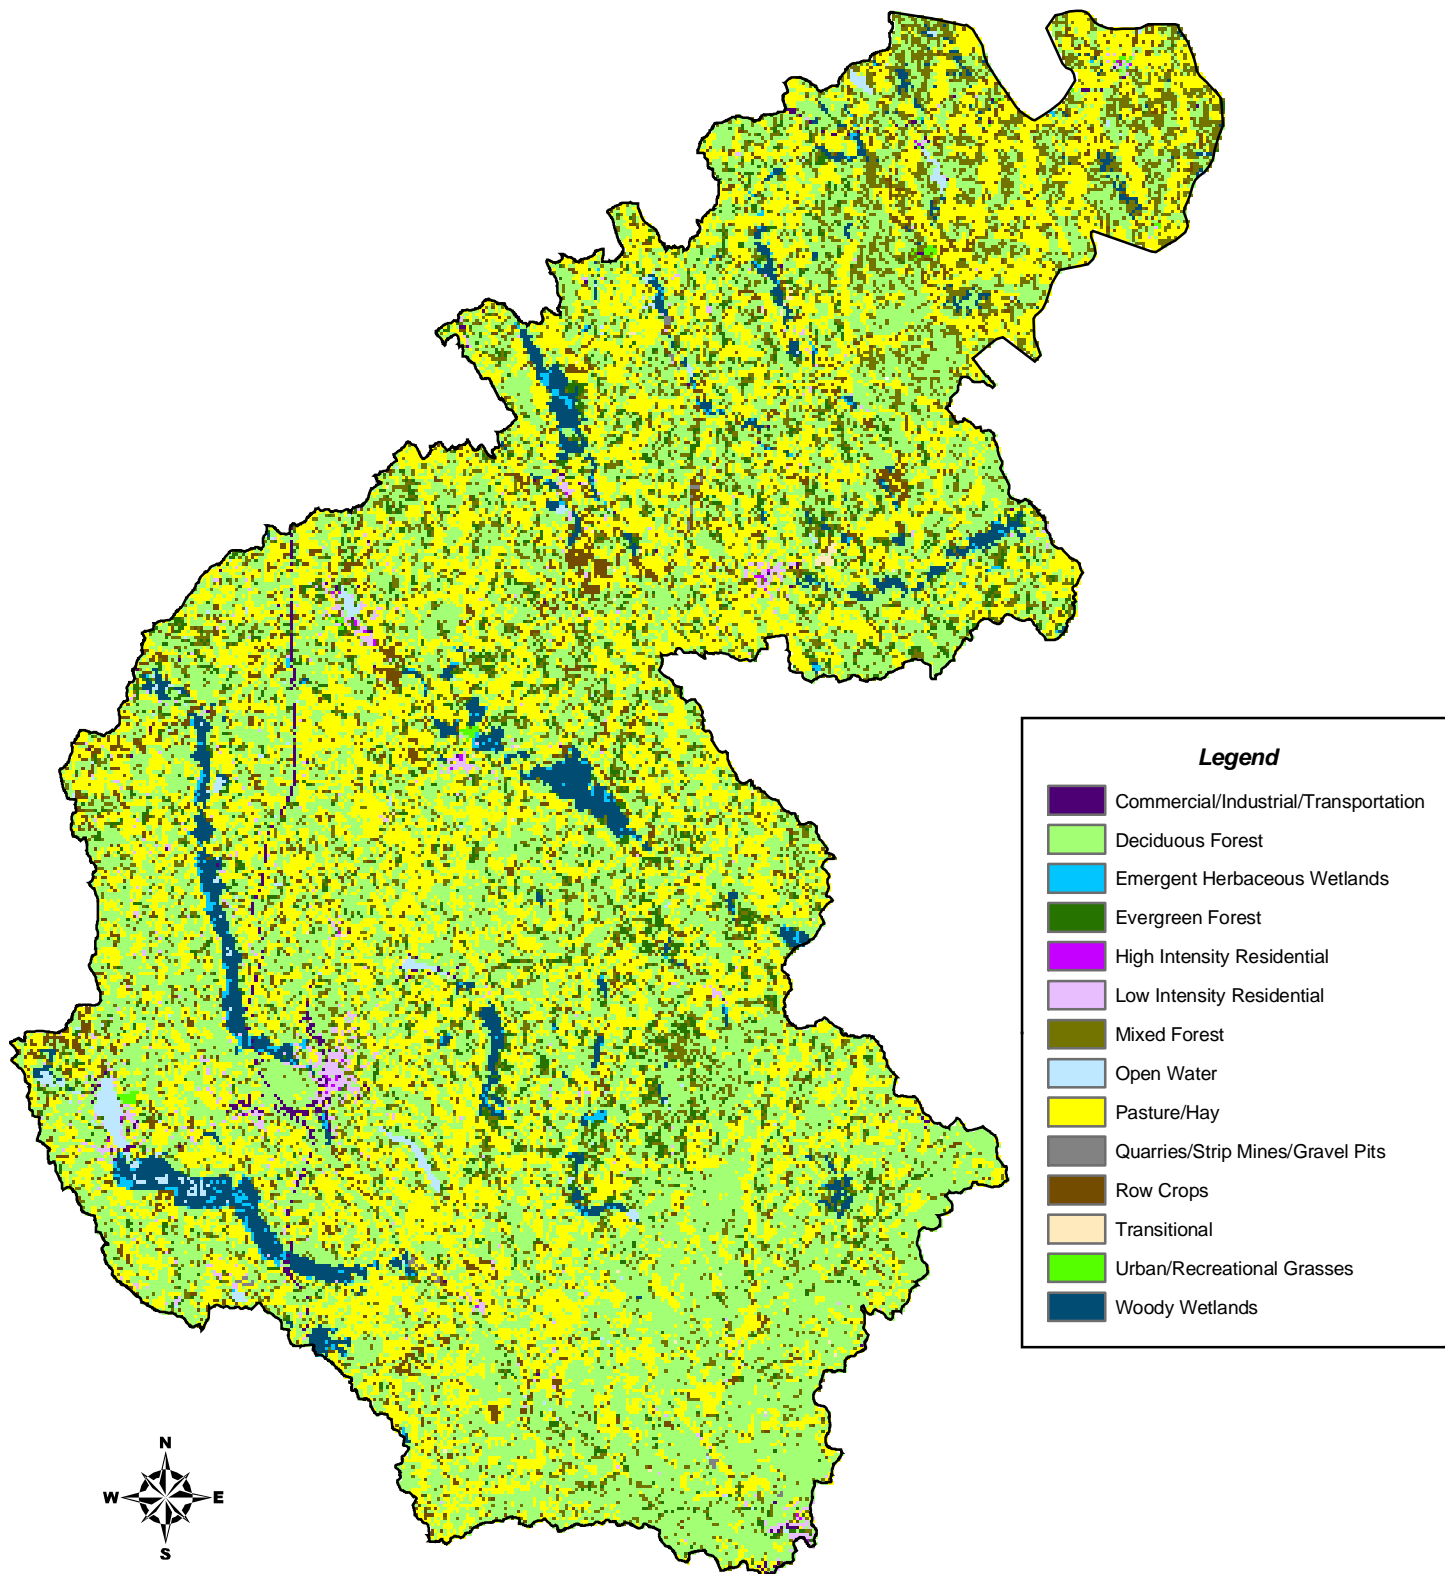 Legend
Commercial/Industrial/Transportation
Deciduous Forest
Emergent Herbaceous Wetlands
Evergreen Forest
High Intensity Residential
Low Intensity Residential
Mixed Forest
Open Water
Pasture/Hay
Quarries/Strip Mines/Gravel Pits
Row Crops
Transitional
Urban/Recreational Grasses
Woody Wetlands
N
W E
S